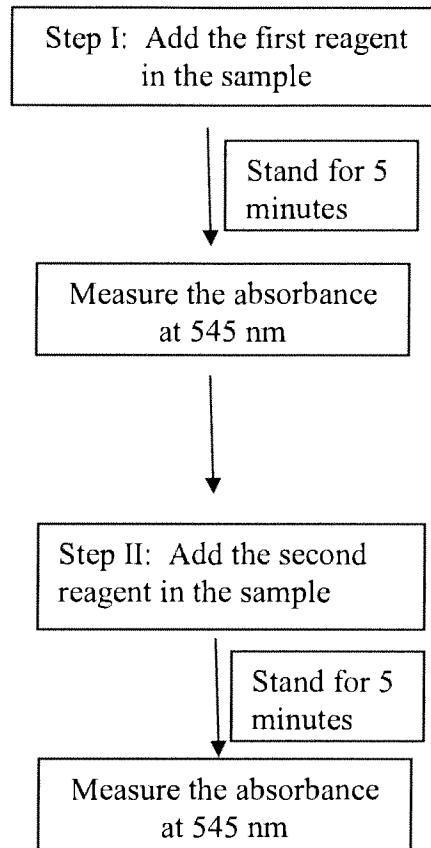 Step I: Add the first reagent
in the sample
Stand for 5
minutes
Measure the absorbance
at 545 nm
Step II: Add the second
reagent in the sample
Stand for 5
minutes
Measure the absorbance
at 545 nm